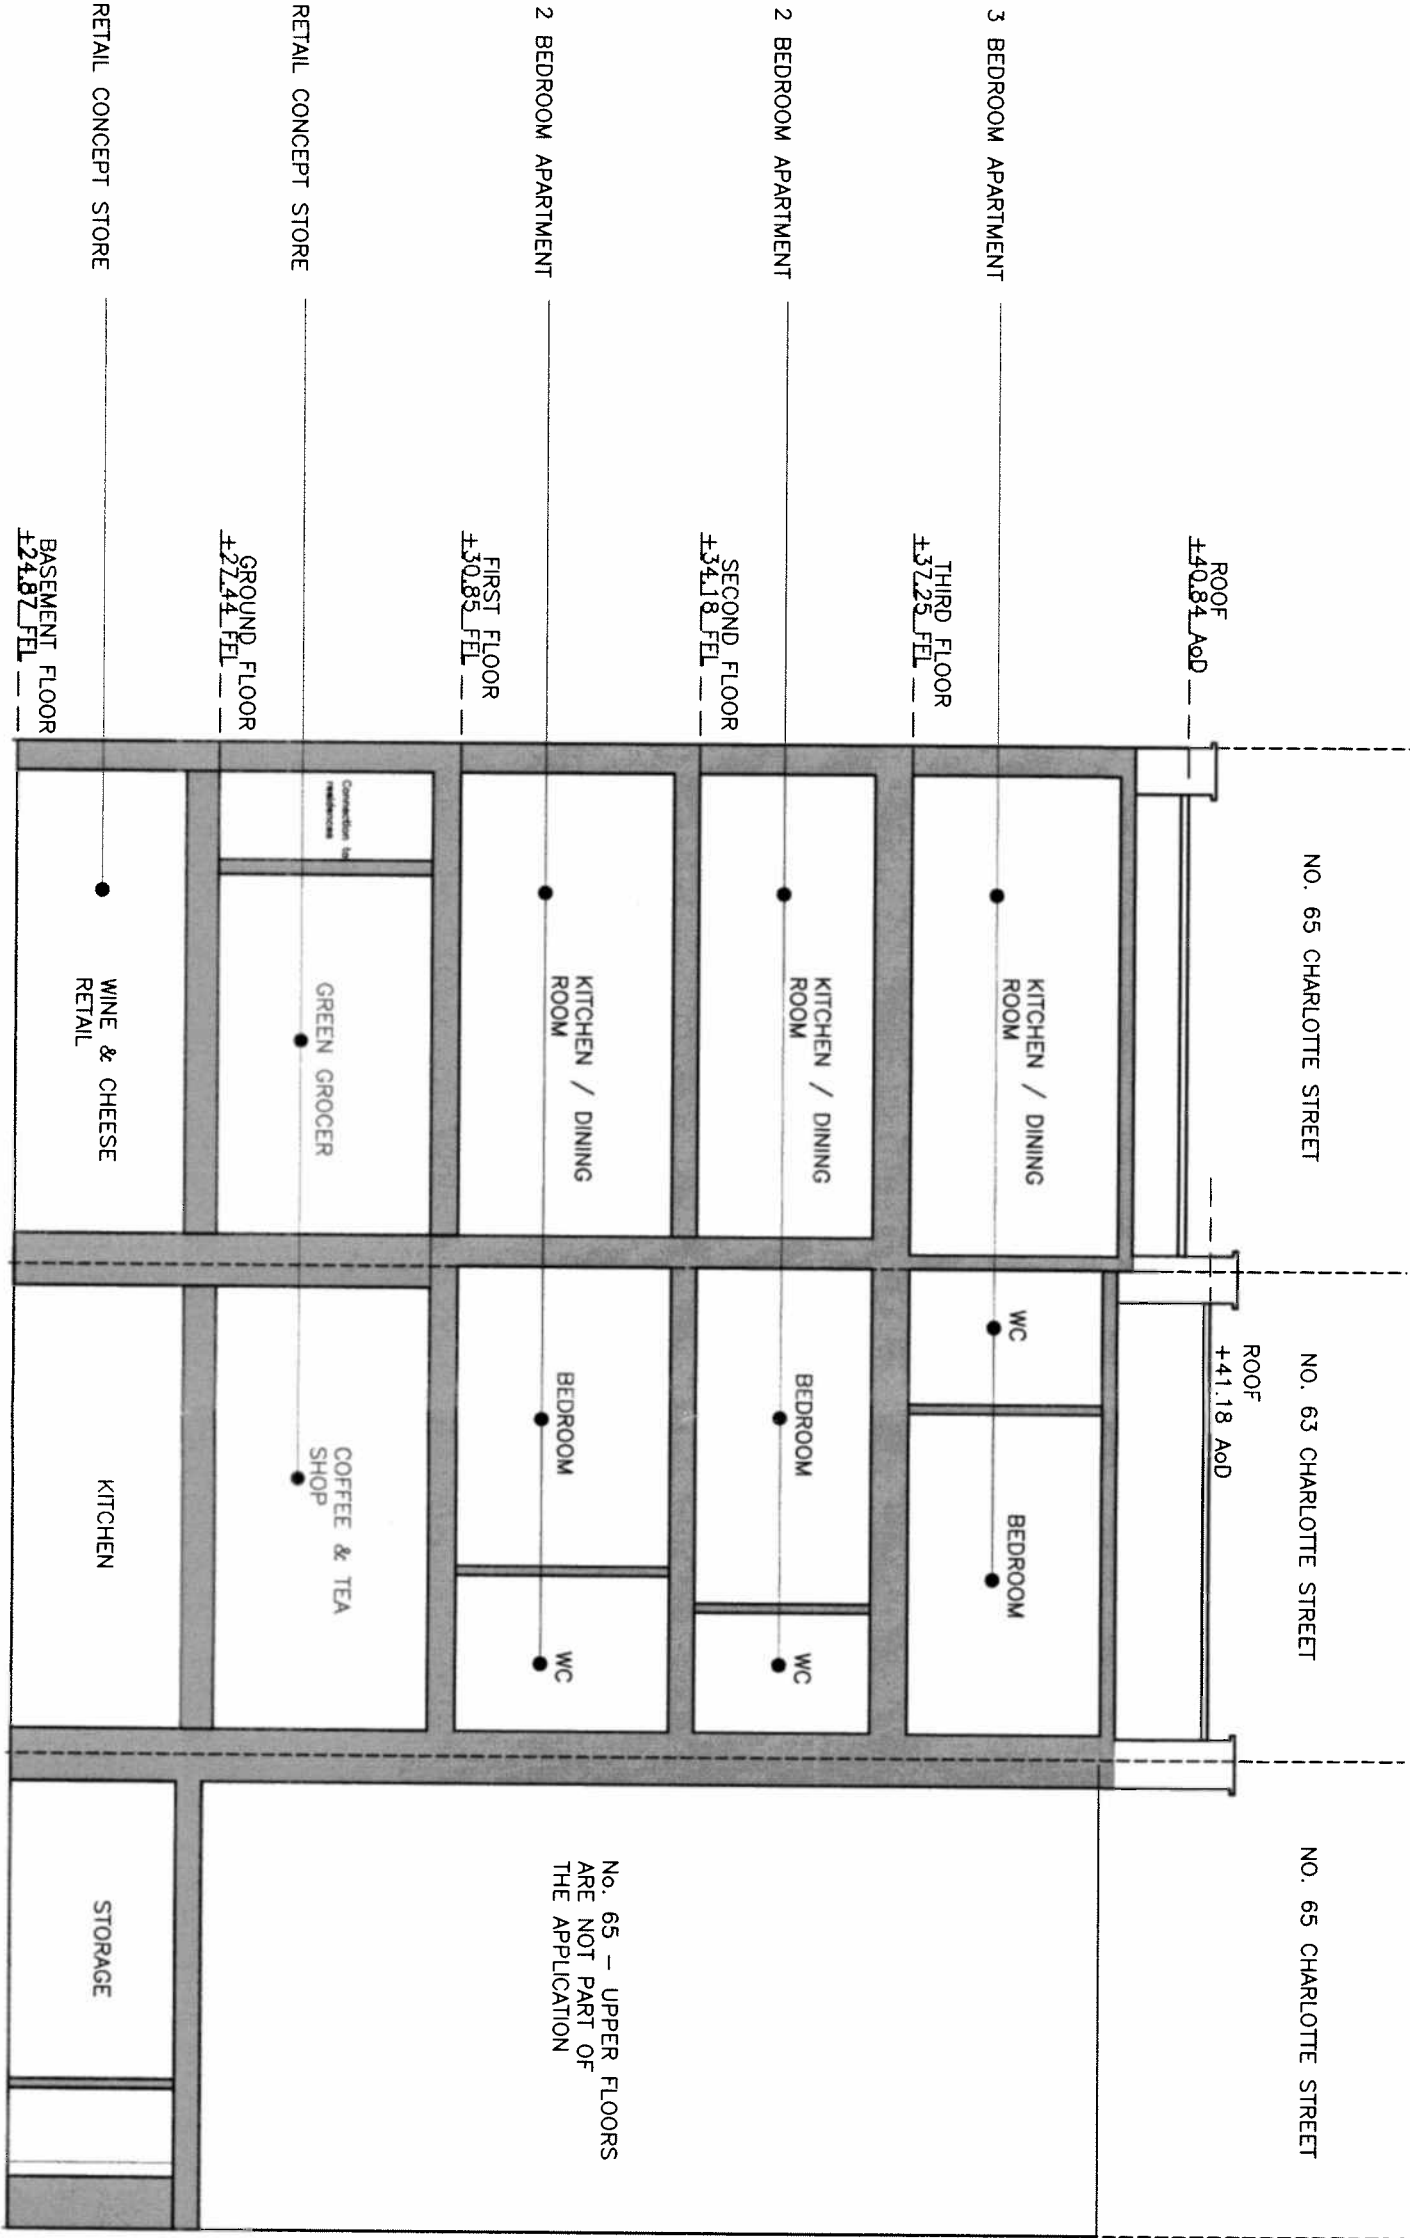 NO. 65 CHARLOTTE STREET
NO. 63 CHARLOTTE STREET
NO. 65 CHARLOTTE STREET
ROOF
+40.84 AoD
ROOF
+41.18 AoD
3 BEDROOM APARTMENT
THIRD FLOOR
+37.25 FFL
KITCHEN / DINING
ROOM
WC
BEDROOM
2 BEDROOM APARTMENT
SECOND FLOOR
+34.18 FFL
KITCHEN / DINING
ROOM
BEDROOM
WC
2 BEDROOM APARTMENT
FIRST FLOOR
+30.85 FFL
KITCHEN / DINING
ROOM
BEDROOM
WC
No. 65 – UPPER FLOORS
ARE NOT PART OF
THE APPLICATION
RETAIL CONCEPT STORE
GROUND FLOOR
+27.44 FFL
Connection to
residences
GREEN GROCER
COFFEE & TEA
SHOP
RETAIL CONCEPT STORE
BASEMENT FLOOR
+24.87 FFL
WINE & CHEESE
RETAIL
KITCHEN
STORAGE